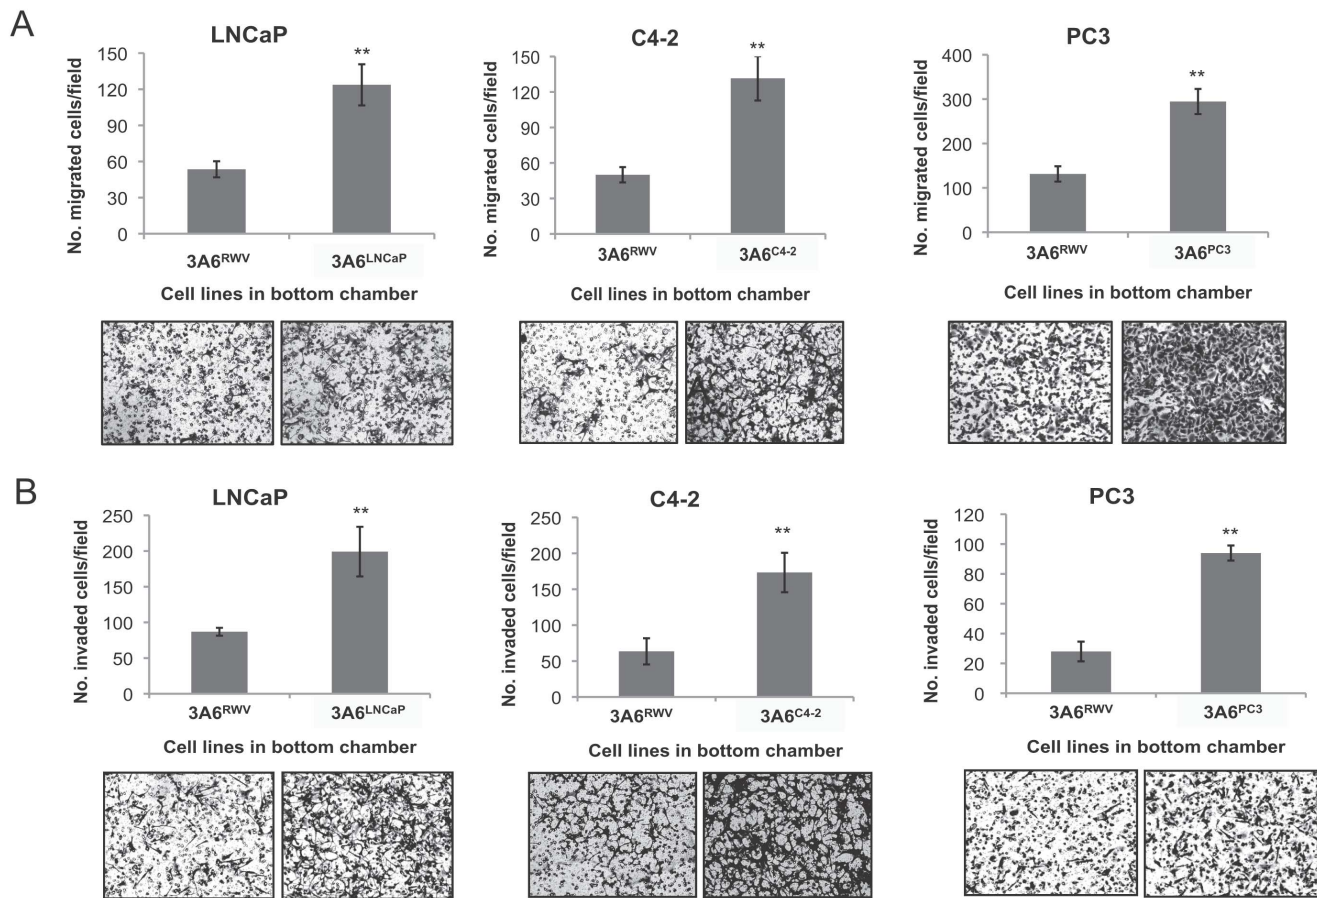 A
LNCaP
C4-2
PC3
No. migrated cells/field
150
120
90
60
30
0
**
3A6RWV
3A6LNCaP
Cell lines in bottom chamber
No. migrated cells/field
150
120
90
60
30
0
**
3A6RWV
3A6C4-2
Cell lines in bottom chamber
No. migrated cells/field
400
300
200
100
0
**
3A6RWV
3A6PC3
Cell lines in bottom chamber
B
LNCaP
C4-2
PC3
No. invaded cells/field
250
200
150
100
50
0
**
3A6RWV
3A6LNCaP
Cell lines in bottom chamber
No. invaded cells/field
250
200
150
100
50
0
**
3A6RWV
3A6C4-2
Cell lines in bottom chamber
No. invaded cells/field
120
100
80
60
40
20
0
**
3A6RWV
3A6PC3
Cell lines in bottom chamber